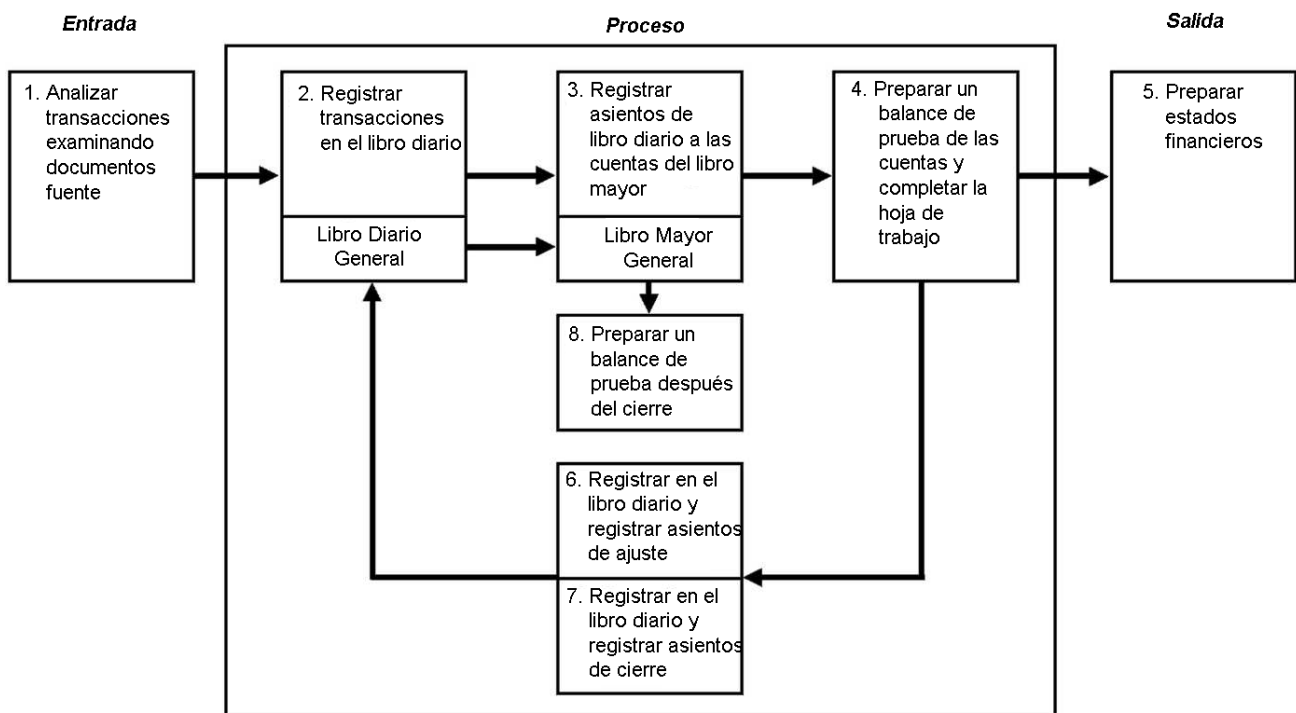 Entrada
Proceso
Salida
1. Analizar
transacciones
examinando
documentos
fuente
2. Registrar
transacciones
en el libro diario
Libro Diario
General
3. Registrar
asientos de
libro diario a las
cuentas del libro
mayor
Libro Mayor
General
4. Preparar un
balance de
prueba de las
cuentas y
completar la
hoja de
trabajo
5. Preparar
estados
financieros
8. Preparar un
balance de
prueba después
del cierre
6. Registrar en el
libro diario y
registrar asientos
de ajuste
7. Registrar en el
libro diario y
registrar asientos
de cierre